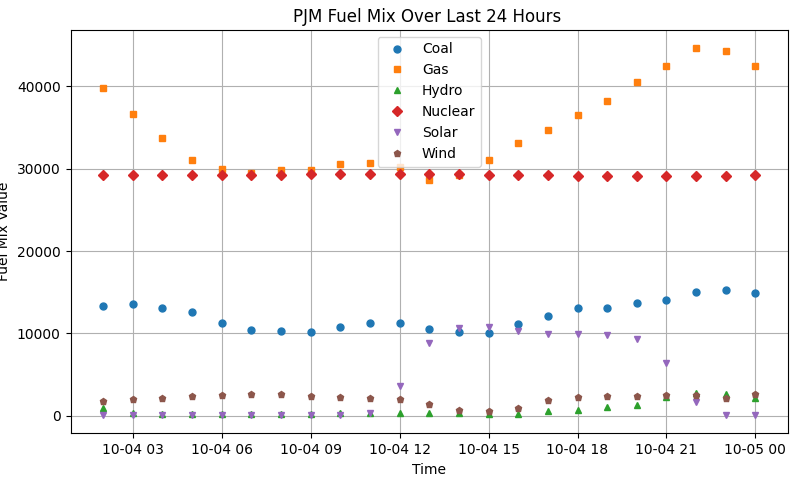 PJM Fuel Mix Over Last 24 Hours
Coal
Gas
Hydro
Nuclear
Solar
Wind
40000
30000
20000
10000
0
Fuel Mix Value
10-04 03 10-04 06 10-04 09 10-04 12 10-04 15 10-04 18 10-04 21 10-05 00
Time